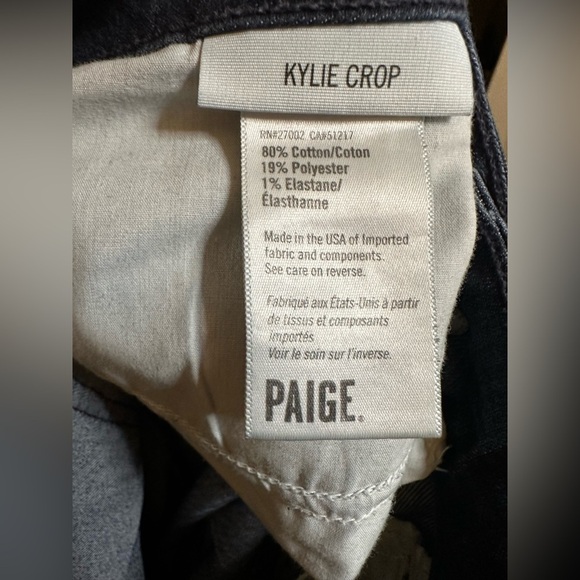 KYLIE CROP
RN#27002 CA#51217
80% Cotton/Coton
19% Polyester
1% Elastane/
Élasthanne
Made in the USA of Imported
fabric and components.
See care on reverse.
Fabriqué aux États-Unis à partir
de tissus et composants
importés
Voir le soin sur l'inverse.
PAIGE®